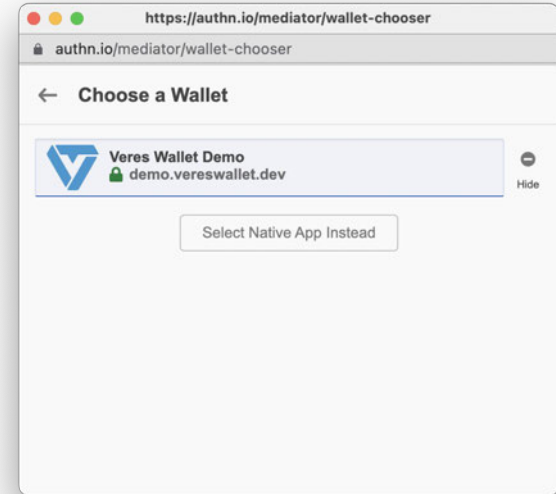 https://authn.io/mediator/wallet-chooser
authn.io/mediator/wallet-chooser
Choose a Wallet
Veres Wallet Demo
demo.vereswallet.dev
Hide
Select Native App Instead